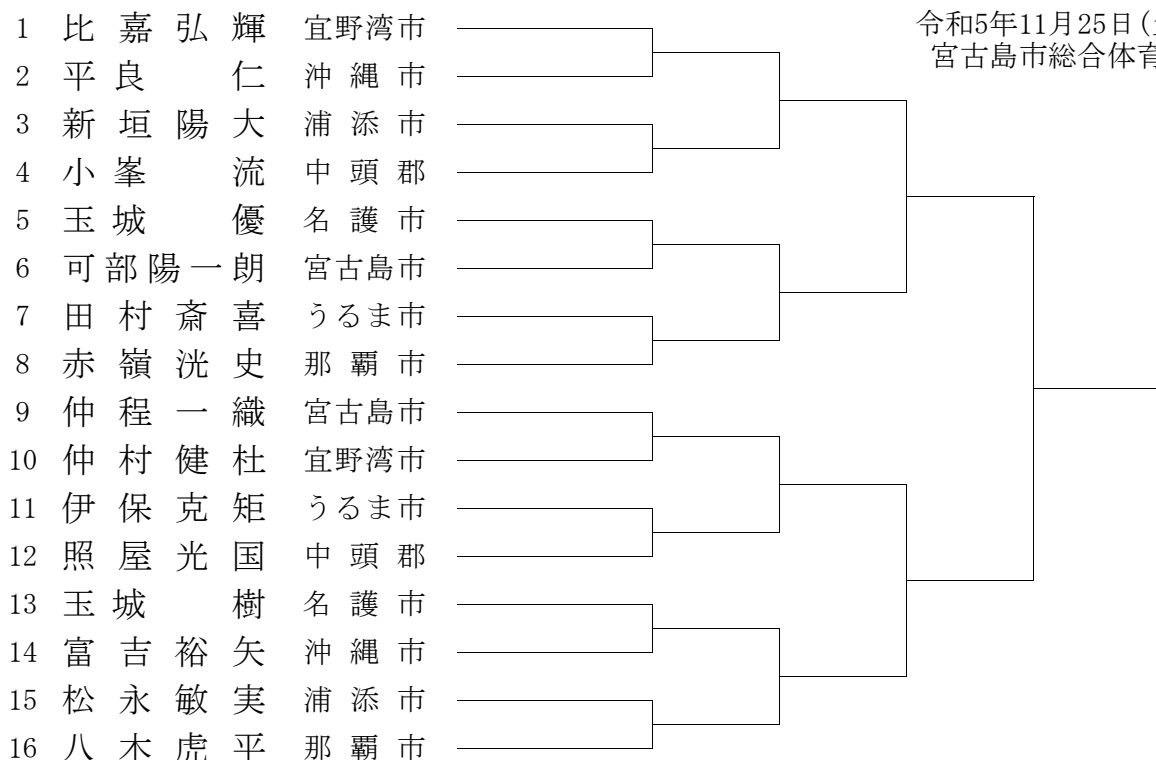 令和5年11月25日(
宮古島市総合体育
1 比嘉弘輝 宜野湾市
2 平良仁 沖縄市
3 新垣陽大 浦添市
4 小峯流 中頭郡
5 玉城優 名護市
6 可部陽一朗 宮古島市
7 田村斎喜 うるま市
8 赤嶺洸史 那覇市
9 仲程一織 宮古島市
10 仲村健杜 宜野湾市
11 伊保克矩 うるま市
12 照屋光国 中頭郡
13 玉城樹 名護市
14 富吉裕矢 沖縄市
15 松永敏実 浦添市
16 八木虎平 那覇市